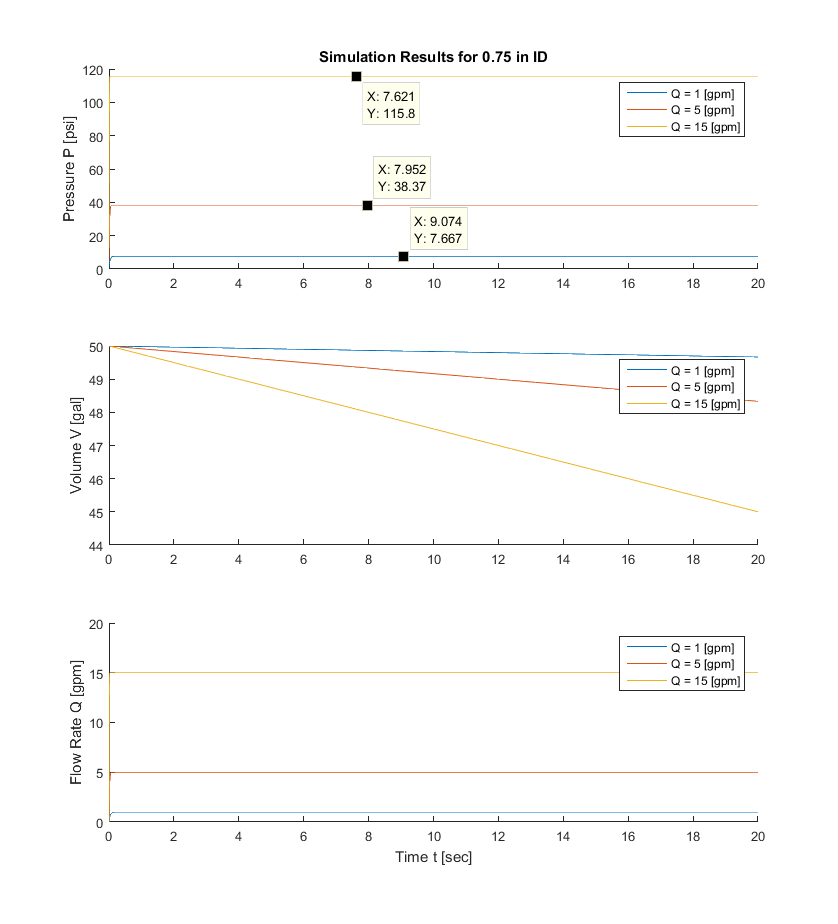 Simulation Results for 0.75 in ID
Pressure P [psi]
120
100
80
60
40
20
0
X: 7.621
Y: 115.8
X: 7.952
Y: 38.37
X: 9.074
Y: 7.667
Q = 1 [gpm]
Q = 5 [gpm]
Q = 15 [gpm]
0 2 4 6 8 10 12 14 16 18 20
Volume V [gal]
50
49
48
47
46
45
44
Q = 1 [gpm]
Q = 5 [gpm]
Q = 15 [gpm]
0 2 4 6 8 10 12 14 16 18 20
Flow Rate Q [gpm]
20
15
10
5
0
Q = 1 [gpm]
Q = 5 [gpm]
Q = 15 [gpm]
0 2 4 6 8 10 12 14 16 18 20
Time t [sec]